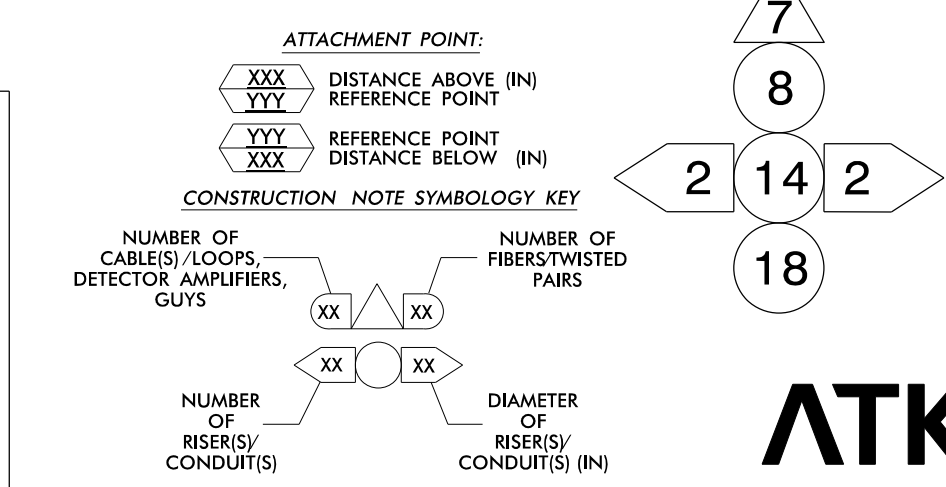 ATTACHMENT POINT:
XXX
YYY
DISTANCE ABOVE (IN)
REFERENCE POINT
YYY
XXX
REFERENCE POINT
DISTANCE BELOW (IN)
CONSTRUCTION NOTE SYMBOLOGY KEY
NUMBER OF
CABLE(S)/LOOPS,
DETECTOR AMPLIFIERS,
GUYS
NUMBER OF
FIBERS/TWISTED
PAIRS
XX XX
XX XX
NUMBER
OF
RISER(S)/
CONDUIT(S)
DIAMETER
OF
RISER(S)/
CONDUIT(S) (IN)
7
8
2 14 2
18
ATK